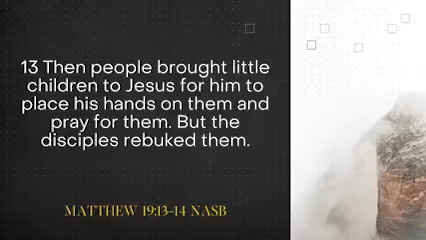 13 Then people brought little
children to Jesus for him to
place his hands on them and
pray for them. But the
disciples rebuked them.
MATTHEW 19:13-14 NASB